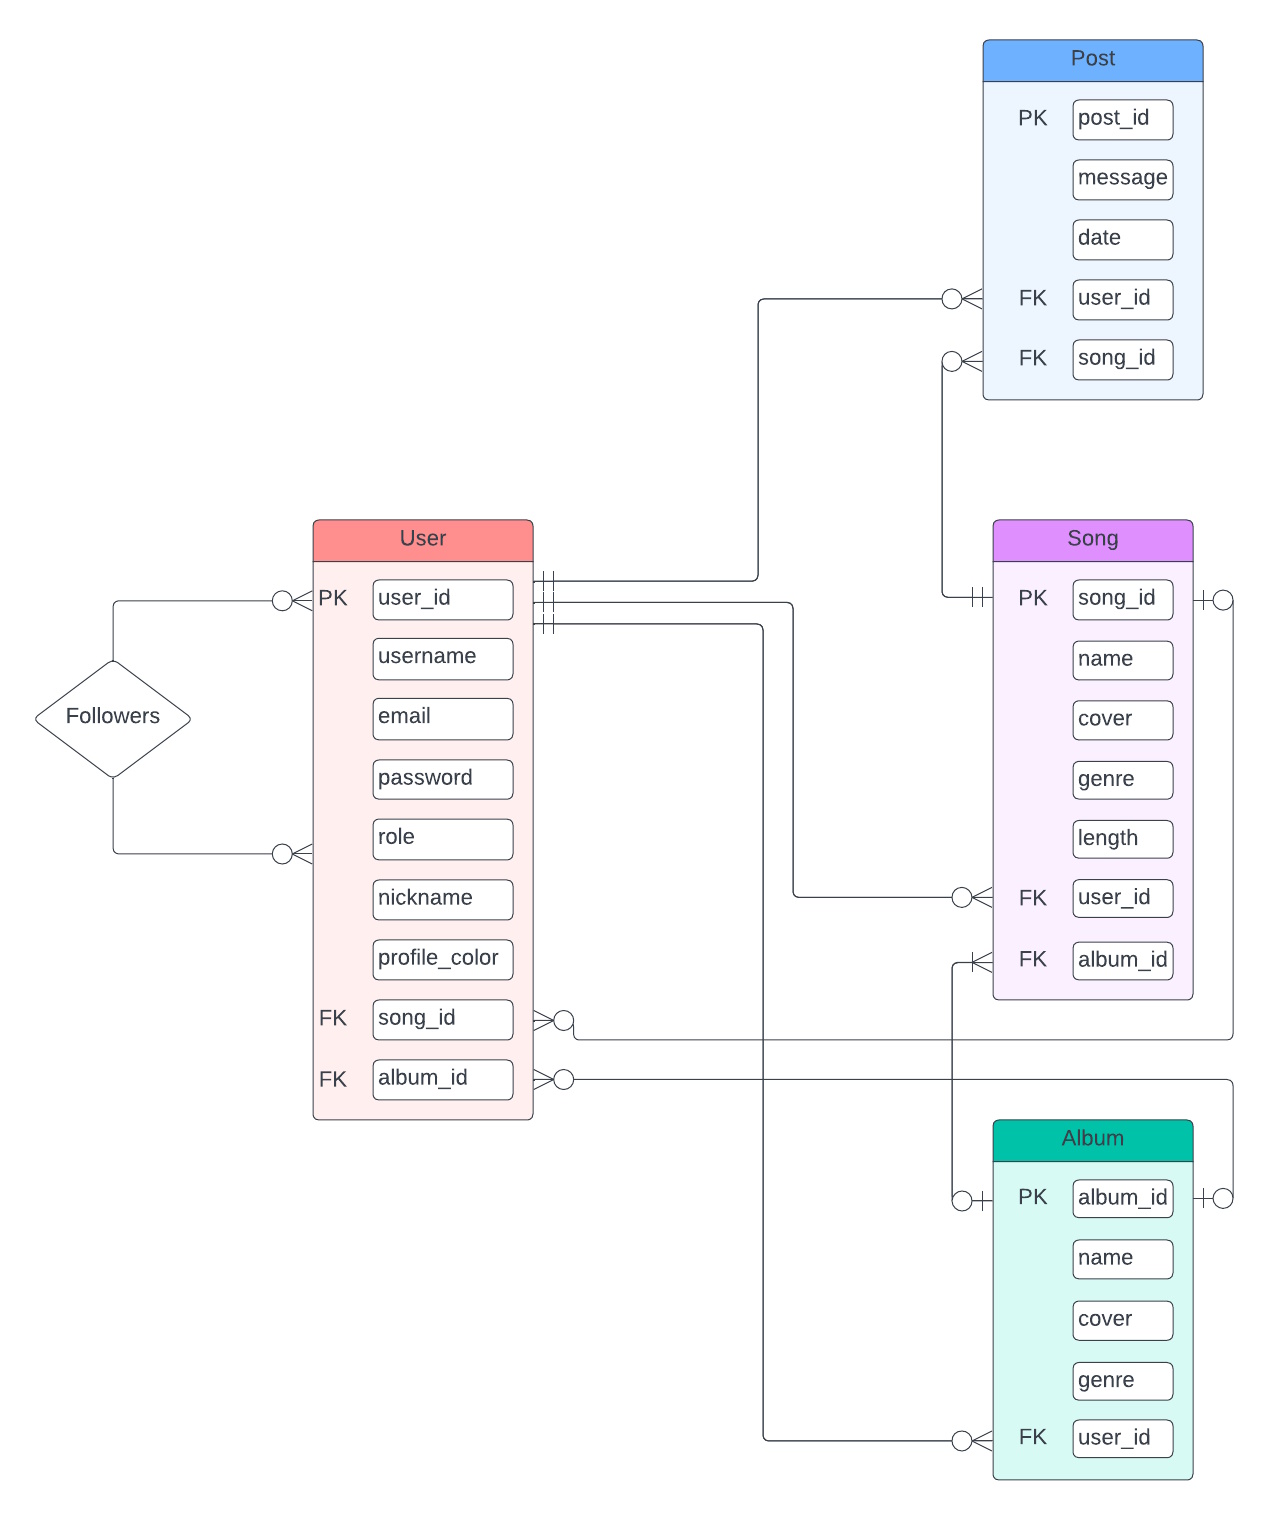 Post
PK post_id
message
date
FK user_id
FK song_id
User
PK user_id
username
email
password
role
nickname
profile_color
FK song_id
FK album_id
Followers
Song
PK song_id
name
cover
genre
length
FK user_id
FK album_id
Album
PK album_id
name
cover
genre
FK user_id